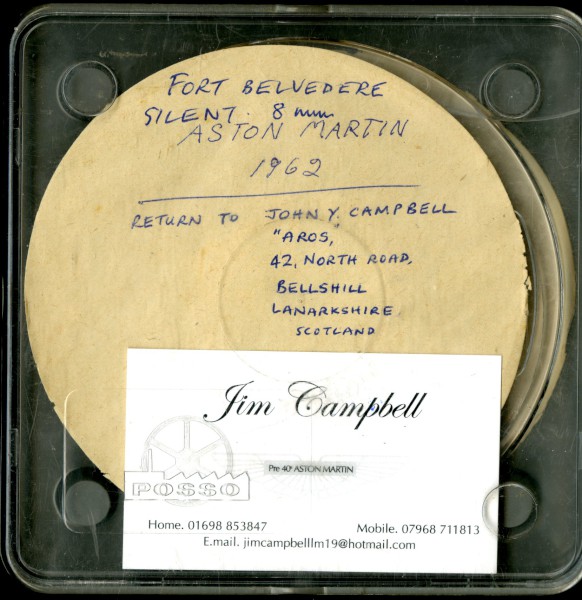 FORT BELVEDERE
SILENT. 8 mm.
ASTON MARTIN
1962
RETURN TO JOHN Y. CAMPBELL
"AROS,"
42, NORTH ROAD,
BELLSHILL
LANARKSHIRE
SCOTLAND
Jim Campbell
Pre 40s ASTON MARTIN
POSSO
Home. 01698 853847 Mobile. 07968 711813
E.mail. jimcampbelllm19@hotmail.com